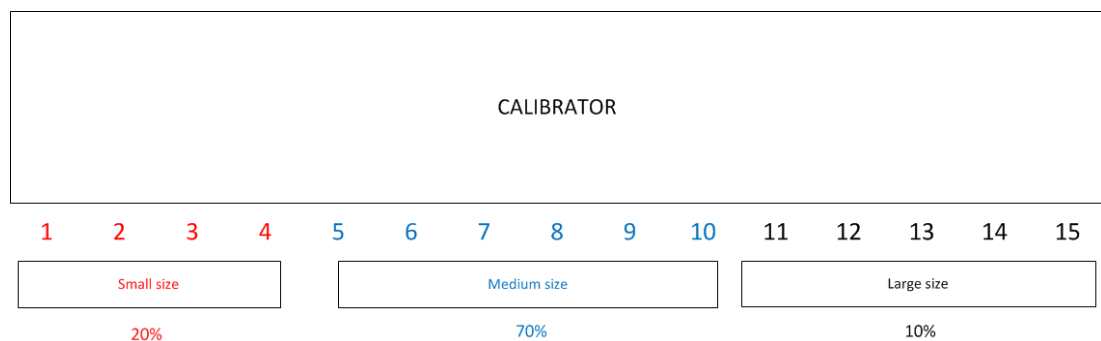 CALIBRATOR
1 2 3 4 5 6 7 8 9 10 11 12 13 14 15
Small size Medium size Large size
20% 70% 10%